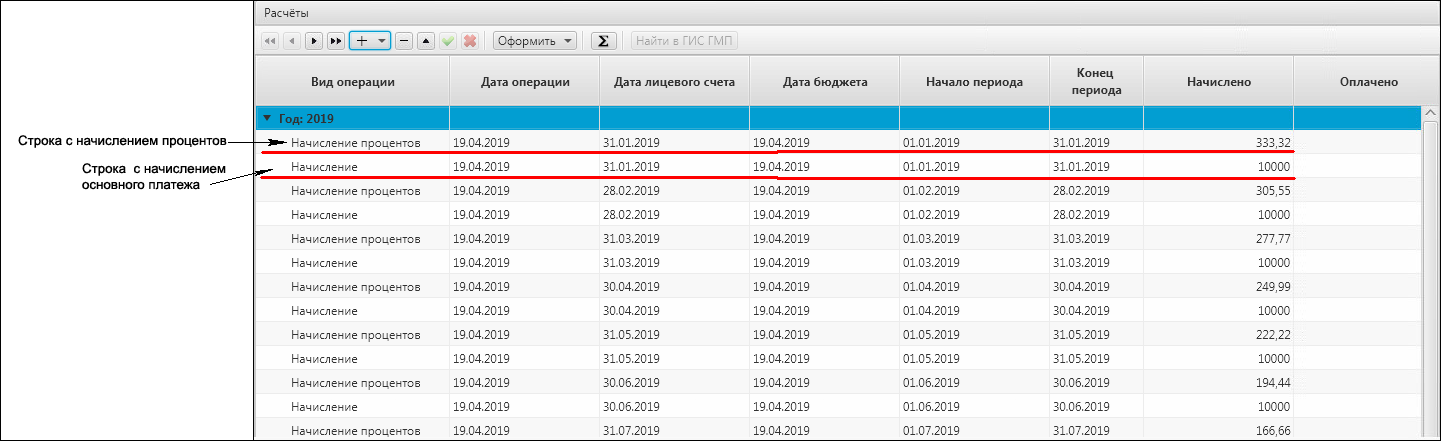 Расчёты
Оформить Σ Найти в ГИС ГМП
Вид операции Дата операции Дата лицевого счета Дата бюджета Начало периода Конец периода Начислено Оплачено
Год: 2019
Строка с начислением процентов
Начисление процентов 19.04.2019 31.01.2019 19.04.2019 01.01.2019 31.01.2019 333,32
Строка с начислением
основного платежа
Начисление 19.04.2019 31.01.2019 19.04.2019 01.01.2019 31.01.2019 10000
Начисление процентов 19.04.2019 28.02.2019 19.04.2019 01.02.2019 28.02.2019 305,55
Начисление 19.04.2019 28.02.2019 19.04.2019 01.02.2019 28.02.2019 10000
Начисление процентов 19.04.2019 31.03.2019 19.04.2019 01.03.2019 31.03.2019 277,77
Начисление 19.04.2019 31.03.2019 19.04.2019 01.03.2019 31.03.2019 10000
Начисление процентов 19.04.2019 30.04.2019 19.04.2019 01.04.2019 30.04.2019 249,99
Начисление 19.04.2019 30.04.2019 19.04.2019 01.04.2019 30.04.2019 10000
Начисление процентов 19.04.2019 31.05.2019 19.04.2019 01.05.2019 31.05.2019 222,22
Начисление 19.04.2019 31.05.2019 19.04.2019 01.05.2019 31.05.2019 10000
Начисление процентов 19.04.2019 30.06.2019 19.04.2019 01.06.2019 30.06.2019 194,44
Начисление 19.04.2019 30.06.2019 19.04.2019 01.06.2019 30.06.2019 10000
Начисление процентов 19.04.2019 31.07.2019 19.04.2019 01.07.2019 31.07.2019 166,66